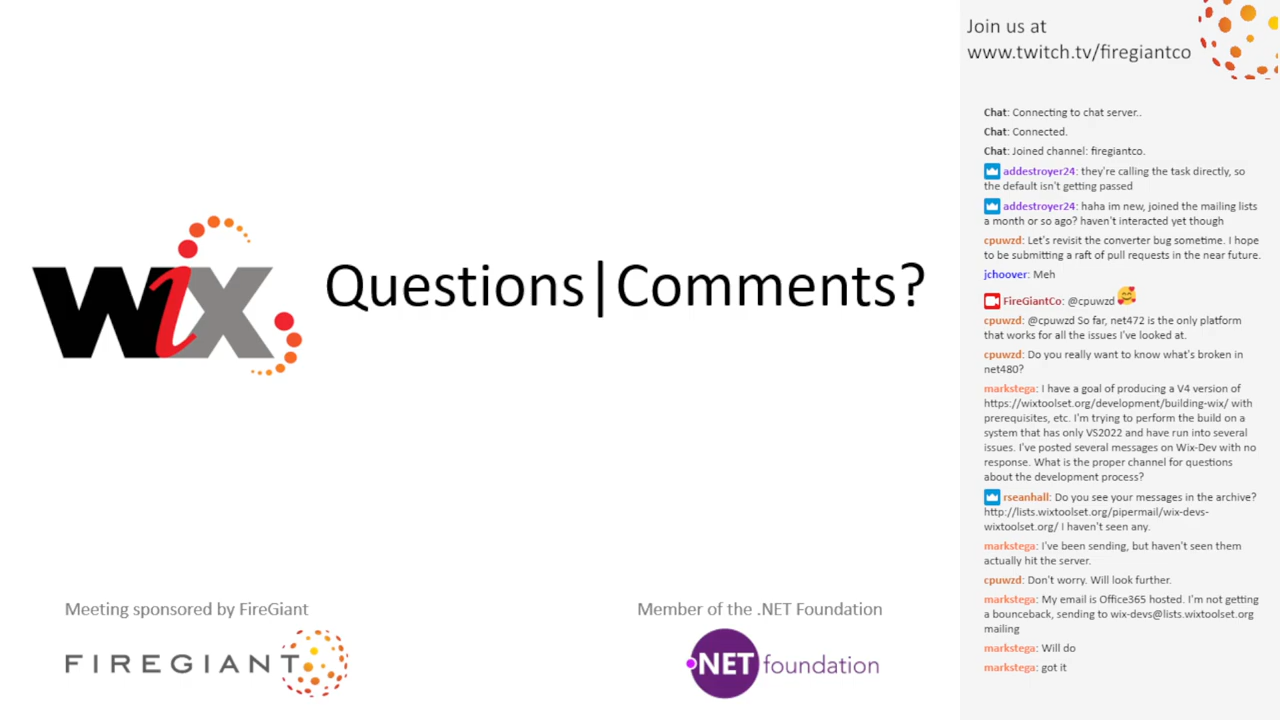 WiX
Questions|Comments?
Meeting sponsored by FireGiant
FIREGIANT
Member of the .NET Foundation
.NET foundation
Join us at
www.twitch.tv/firegiantco
Chat: Connecting to chat server..
Chat: Connected.
Chat: Joined channel: firegiantco.
addestroyer24: they're calling the task directly, so
the default isn't getting passed
addestroyer24: haha im new, joined the mailing lists
a month or so ago? haven't interacted yet though
cpuwzd: Let's revisit the converter bug sometime. I hope
to be submitting a raft of pull requests in the near future.
jchoover: Meh
FireGiantCo: @cpuwzd 🥰
cpuwzd: @cpuwzd So far, net472 is the only platform
that works for all the issues I've looked at.
cpuwzd: Do you really want to know what's broken in
net480?
markstega: I have a goal of producing a V4 version of
https://wixtoolset.org/development/building-wix/ with
prerequisites, etc. I'm trying to perform the build on a
system that has only VS2022 and have run into several
issues. I've posted several messages on Wix-Dev with no
response. What is the proper channel for questions
about the development process?
rseanhall: Do you see your messages in the archive?
http://lists.wixtoolset.org/pipermail/wix-devs-
wixtoolset.org/ I haven't seen any.
markstega: I've been sending, but haven't seen them
actually hit the server.
cpuwzd: Don't worry. Will look further.
markstega: My email is Office365 hosted. I'm not getting
a bounceback, sending to wix-devs@lists.wixtoolset.org
mailing
markstega: Will do
markstega: got it